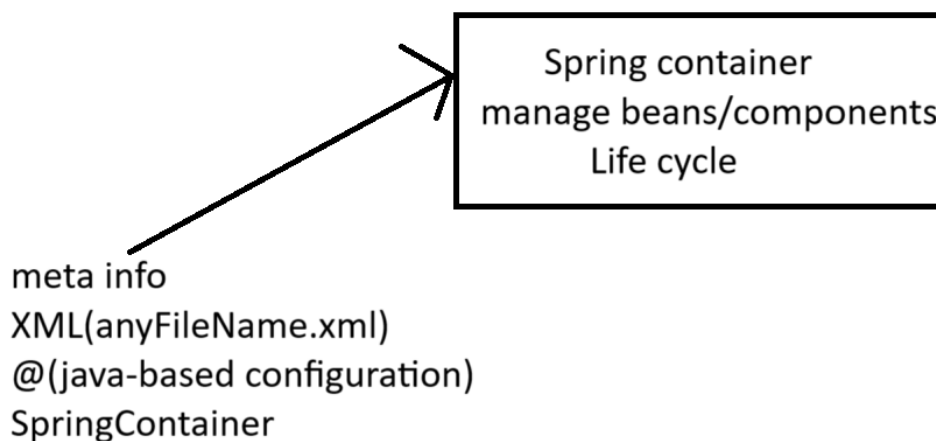 Spring container
manage beans/components
Life cycle
meta info
XML(anyFileName.xml)
@(java-based configuration)
SpringContainer